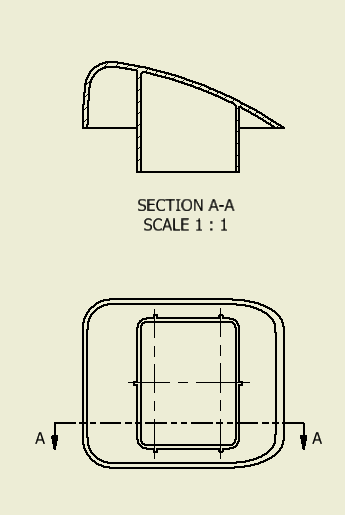 SECTION A-A
SCALE 1 : 1
A A